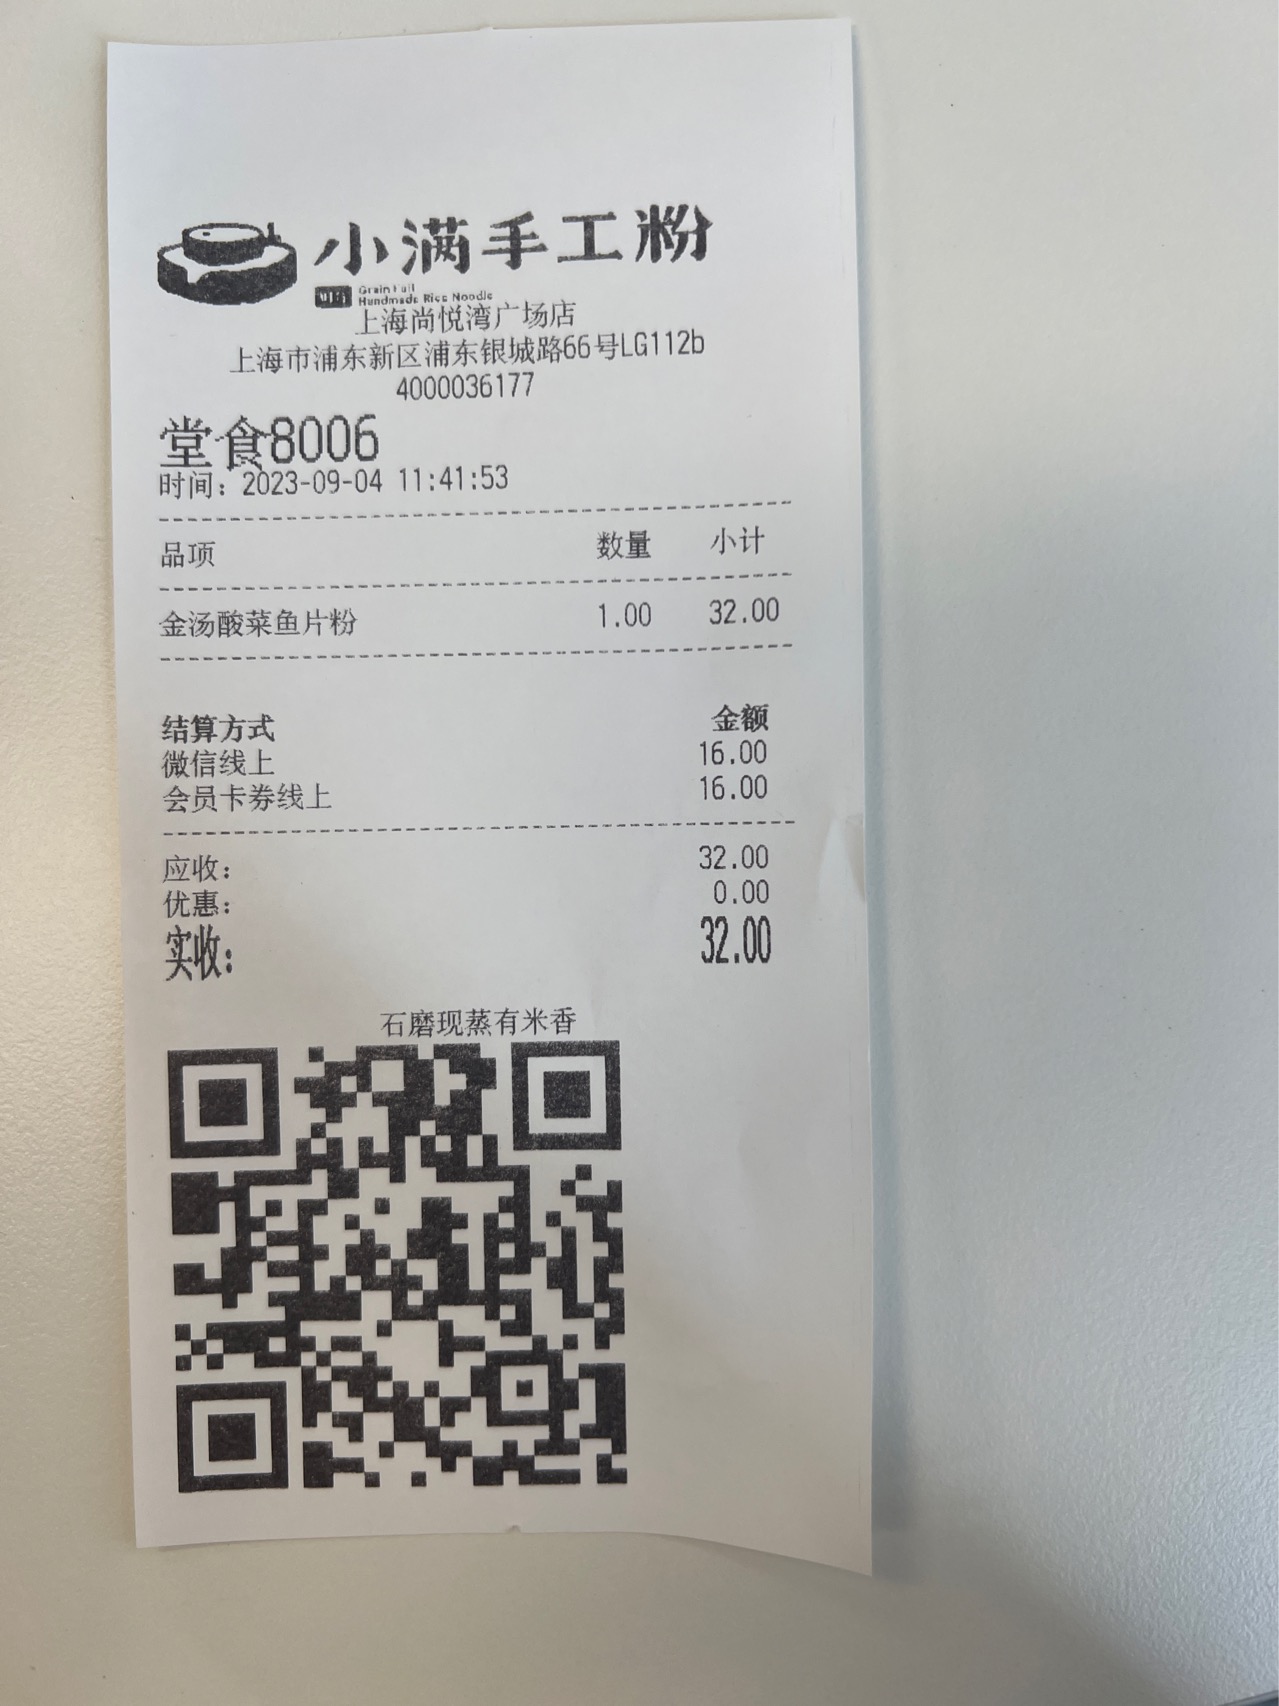 小满手工粉
Grain Full
Handmade Rice Noodle
上海尚悦湾广场店
上海市浦东新区浦东银城路66号LG112b
4000036177
堂食8006
时间：2023-09-04 11:41:53
品项 数量 小计
金汤酸菜鱼片粉 1.00 32.00
结算方式 金额
微信线上 16.00
会员卡券线上 16.00
应收： 32.00
优惠： 0.00
实收： 32.00
石磨现蒸有米香